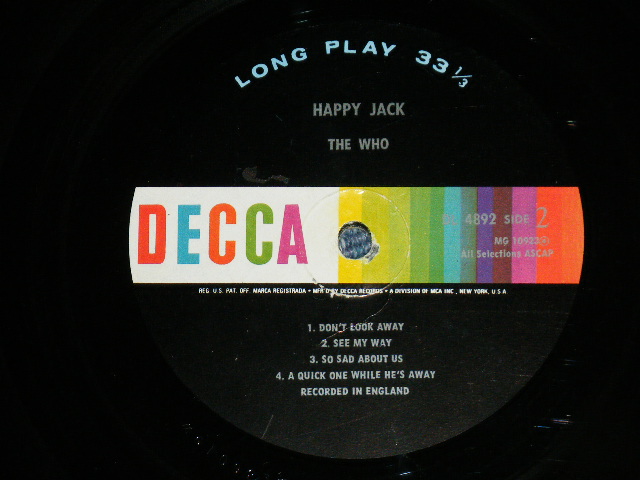 LONG PLAY 33 1/3
HAPPY JACK
THE WHO
DECCA
DL 4892 SIDE 2
MG 10923
All Selections ASCAP
REG. U.S. PAT. OFF. MARCA REGISTRADA • MFR'D BY DECCA RECORDS • A DIVISION OF MCA INC., NEW YORK, U.S.A
1. DON'T LOOK AWAY
2. SEE MY WAY
3. SO SAD ABOUT US
4. A QUICK ONE WHILE HE'S AWAY
RECORDED IN ENGLAND